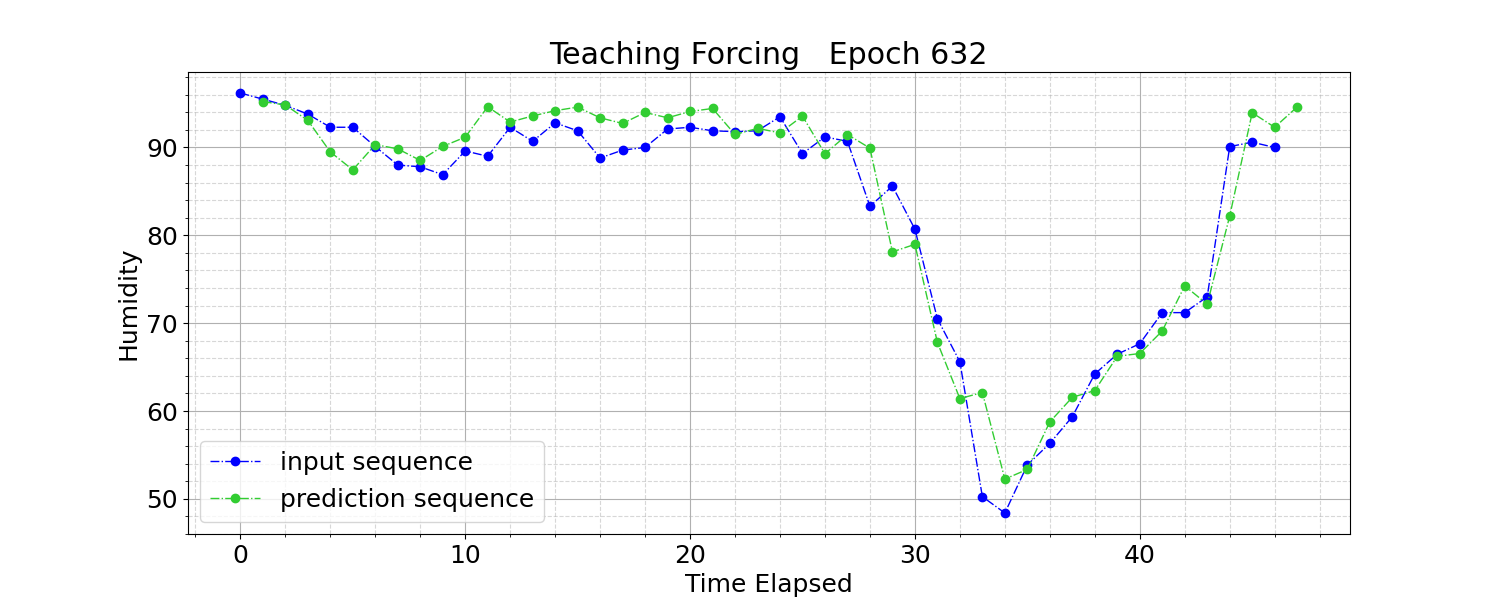 Teaching Forcing   Epoch 632
Humidity
90
80
70
60
50
input sequence
prediction sequence
0 10 20 30 40
Time Elapsed